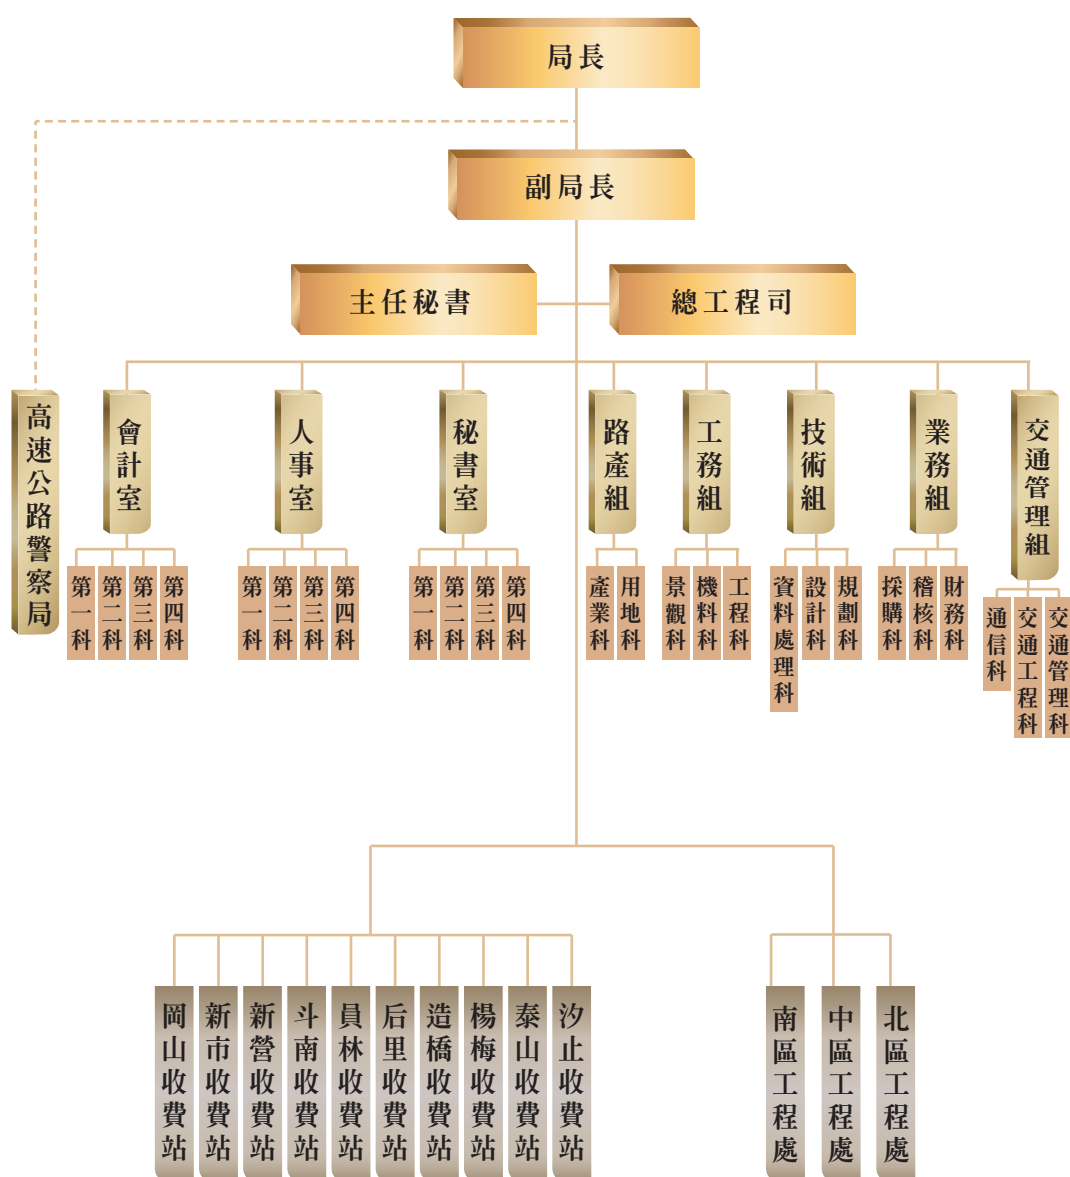 局長
副局長
主任秘書
總工程司
高速公路警察局
會計室
人事室
秘書室
路產組
工務組
技術組
業務組
交通管理組
第一科
第二科
第三科
第四科
第一科
第二科
第三科
第四科
第一科
第二科
第三科
第四科
產業科
用地科
景觀科
機料科
工程科
資料處理科
設計科
規劃科
採購科
稽核科
財務科
通信科
交通工程科
交通管理科
岡山收費站
新市收費站
新營收費站
斗南收費站
員林收費站
后里收費站
造橋收費站
楊梅收費站
泰山收費站
汐止收費站
南區工程處
中區工程處
北區工程處